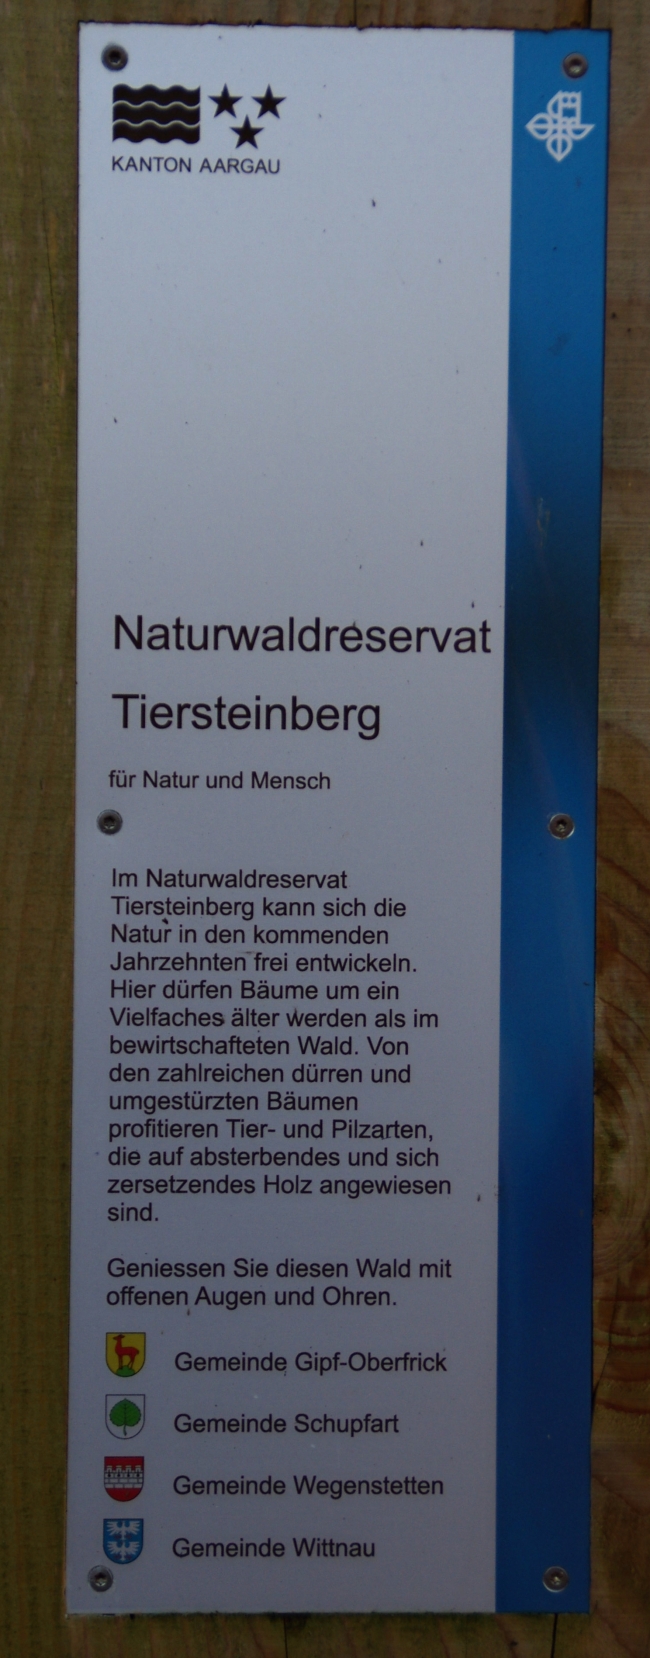 KANTON AARGAU
Naturwaldreservat
Tiersteinberg
für Natur und Mensch
Im Naturwaldreservat
Tiersteinberg kann sich die
Natur in den kommenden
Jahrzehnten frei entwickeln.
Hier dürfen Bäume um ein
Vielfaches älter werden als im
bewirtschafteten Wald. Von
den zahlreichen dürren und
umgestürzten Bäumen
profitieren Tier- und Pilzarten,
die auf absterbendes und sich
zersetzendes Holz angewiesen
sind.
Geniessen Sie diesen Wald mit
offenen Augen und Ohren.
Gemeinde Gipf-Oberfrick
Gemeinde Schupfart
Gemeinde Wegenstetten
Gemeinde Wittnau